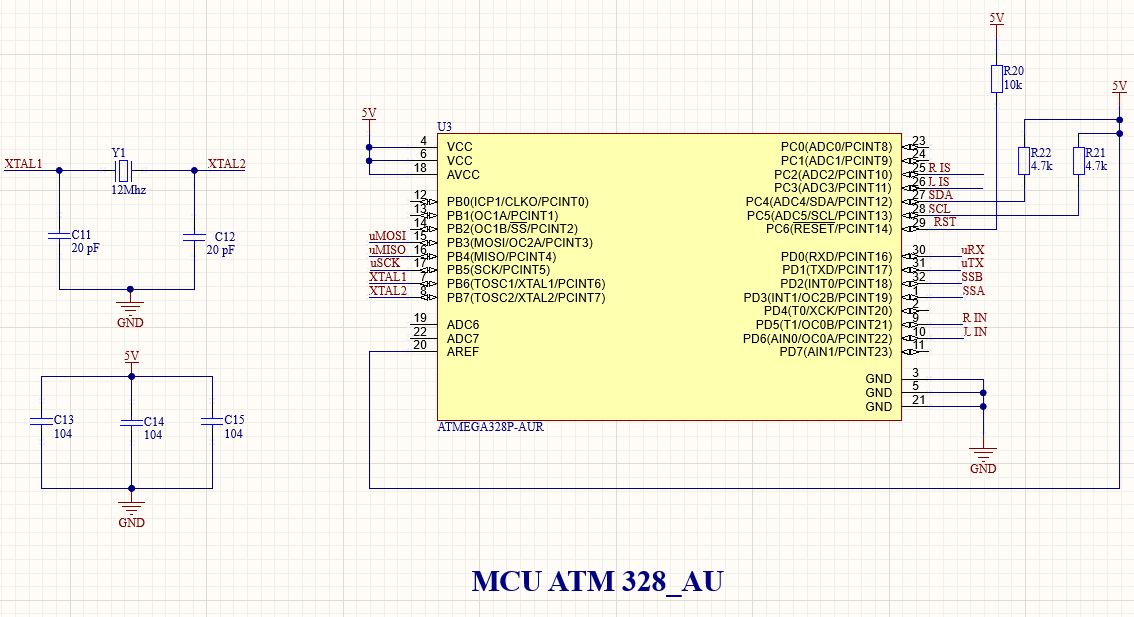 5V
R20
10k
5V
5V
U3
R22
4.7k
R21
4.7k
XTAL1
Y1
12Mhz
XTAL2
C11
20 pF
C12
20 pF
GND
4 VCC
6 VCC
18 AVCC
12 PB0(ICP1/CLKO/PCINT0)
13 PB1(OC1A/PCINT1)
14 PB2(OC1B/SS/PCINT2)
uMOSI 15 PB3(MOSI/OC2A/PCINT3)
uMISO 16 PB4(MISO/PCINT4)
uSCK 17 PB5(SCK/PCINT5)
XTAL1 7 PB6(TOSC1/XTAL1/PCINT6)
XTAL2 8 PB7(TOSC2/XTAL2/PCINT7)
19 ADC6
22 ADC7
20 AREF
PC0(ADC0/PCINT8) 23
PC1(ADC1/PCINT9) 24
PC2(ADC2/PCINT10) 25 R IS
PC3(ADC3/PCINT11) 26 L IS
PC4(ADC4/SDA/PCINT12) 27 SDA
PC5(ADC5/SCL/PCINT13) 28 SCL
PC6(RESET/PCINT14) 29 RST
PD0(RXD/PCINT16) 30 uRX
PD1(TXD/PCINT17) 31 uTX
PD2(INT0/PCINT18) 32 SSB
PD3(INT1/OC2B/PCINT19) 1 SSA
PD4(T0/XCK/PCINT20) 2
PD5(T1/OC0B/PCINT21) 9 R IN
PD6(AIN0/OC0A/PCINT22) 10 L IN
PD7(AIN1/PCINT23) 11
GND 3
GND 5
GND 21
ATMEGA328P-AUR
GND
5V
C13
104
C14
104
C15
104
GND
MCU ATM 328_AU